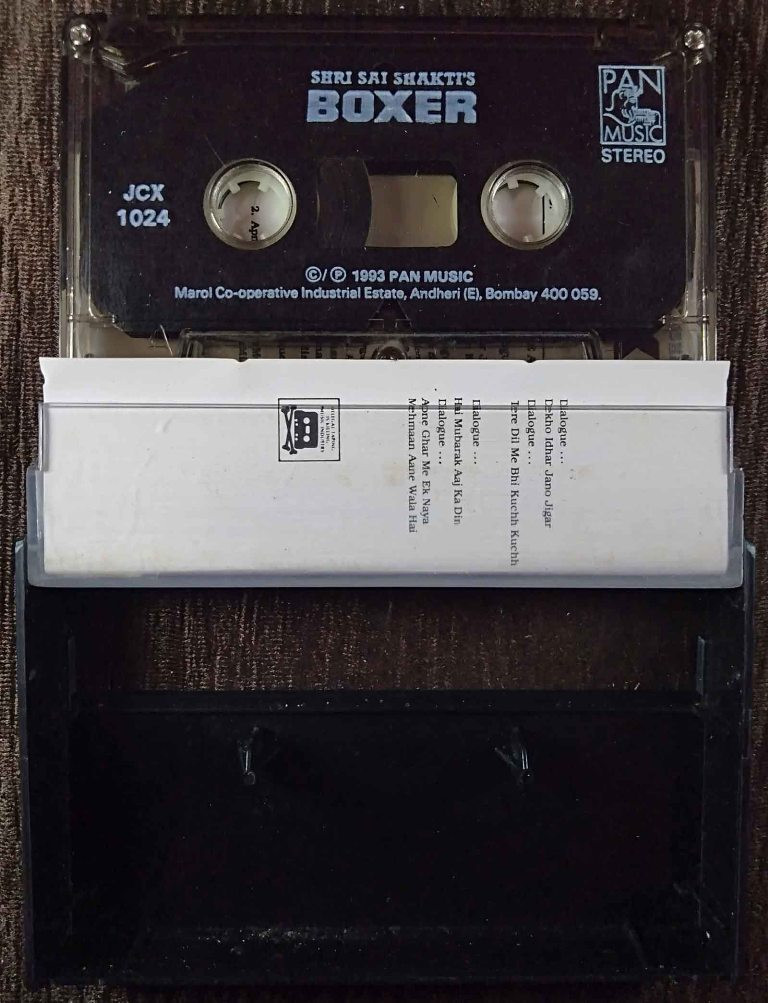 SHRI SAI SHAKTI'S
BOXER
PAN
MUSIC
STEREO
JCX
1024
2. Apn
©/℗ 1993 PAN MUSIC
Marol Co-operative Industrial Estate, Andheri (E), Bombay 400 059.
Dialogue ...
Dekho Idhar Jano Jigar
Dialogue ...
Tere Dil Me Bhi Kuchh Kuchh
Dialogue ...
Hai Mubarak Aaj Ka Din
Dialogue ...
Apne Ghar Me Ek Naya
Mehmaan Aane Wala Hai